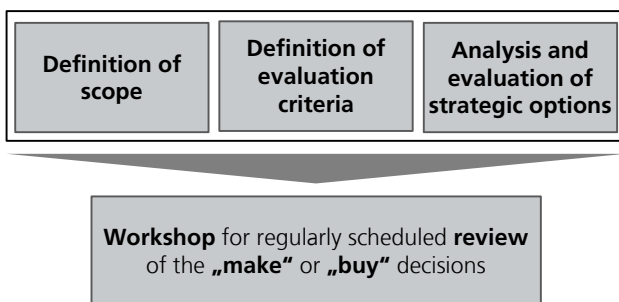 Definition of
scope
Definition of
evaluation
criteria
Analysis and
evaluation of
strategic options
Workshop for regularly scheduled review
of the „make“ or „buy“ decisions